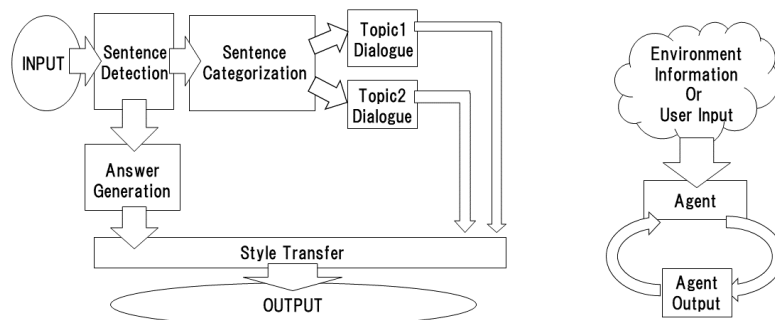 INPUT
Sentence
Detection
Sentence
Categorization
Topic1
Dialogue
Topic2
Dialogue
Answer
Generation
Style Transfer
OUTPUT
Environment
Information
Or
User Input
Agent
Agent
Output